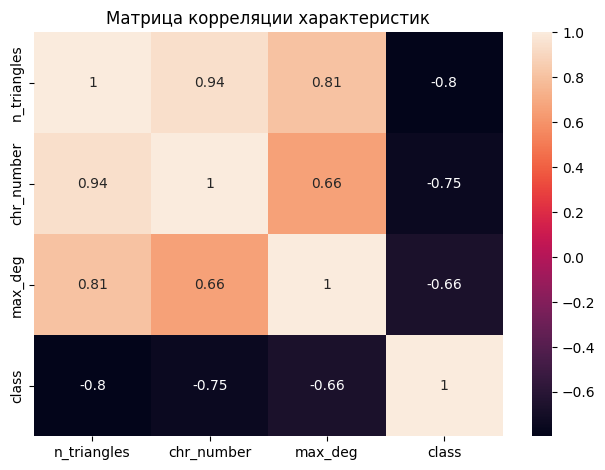 Матрица корреляции характеристик
n_triangles 1 0.94 0.81 -0.8
chr_number 0.94 1 0.66 -0.75
max_deg 0.81 0.66 1 -0.66
class -0.8 -0.75 -0.66 1
n_triangles chr_number max_deg class
1.0
0.8
0.6
0.4
0.2
0.0
−0.2
−0.4
−0.6